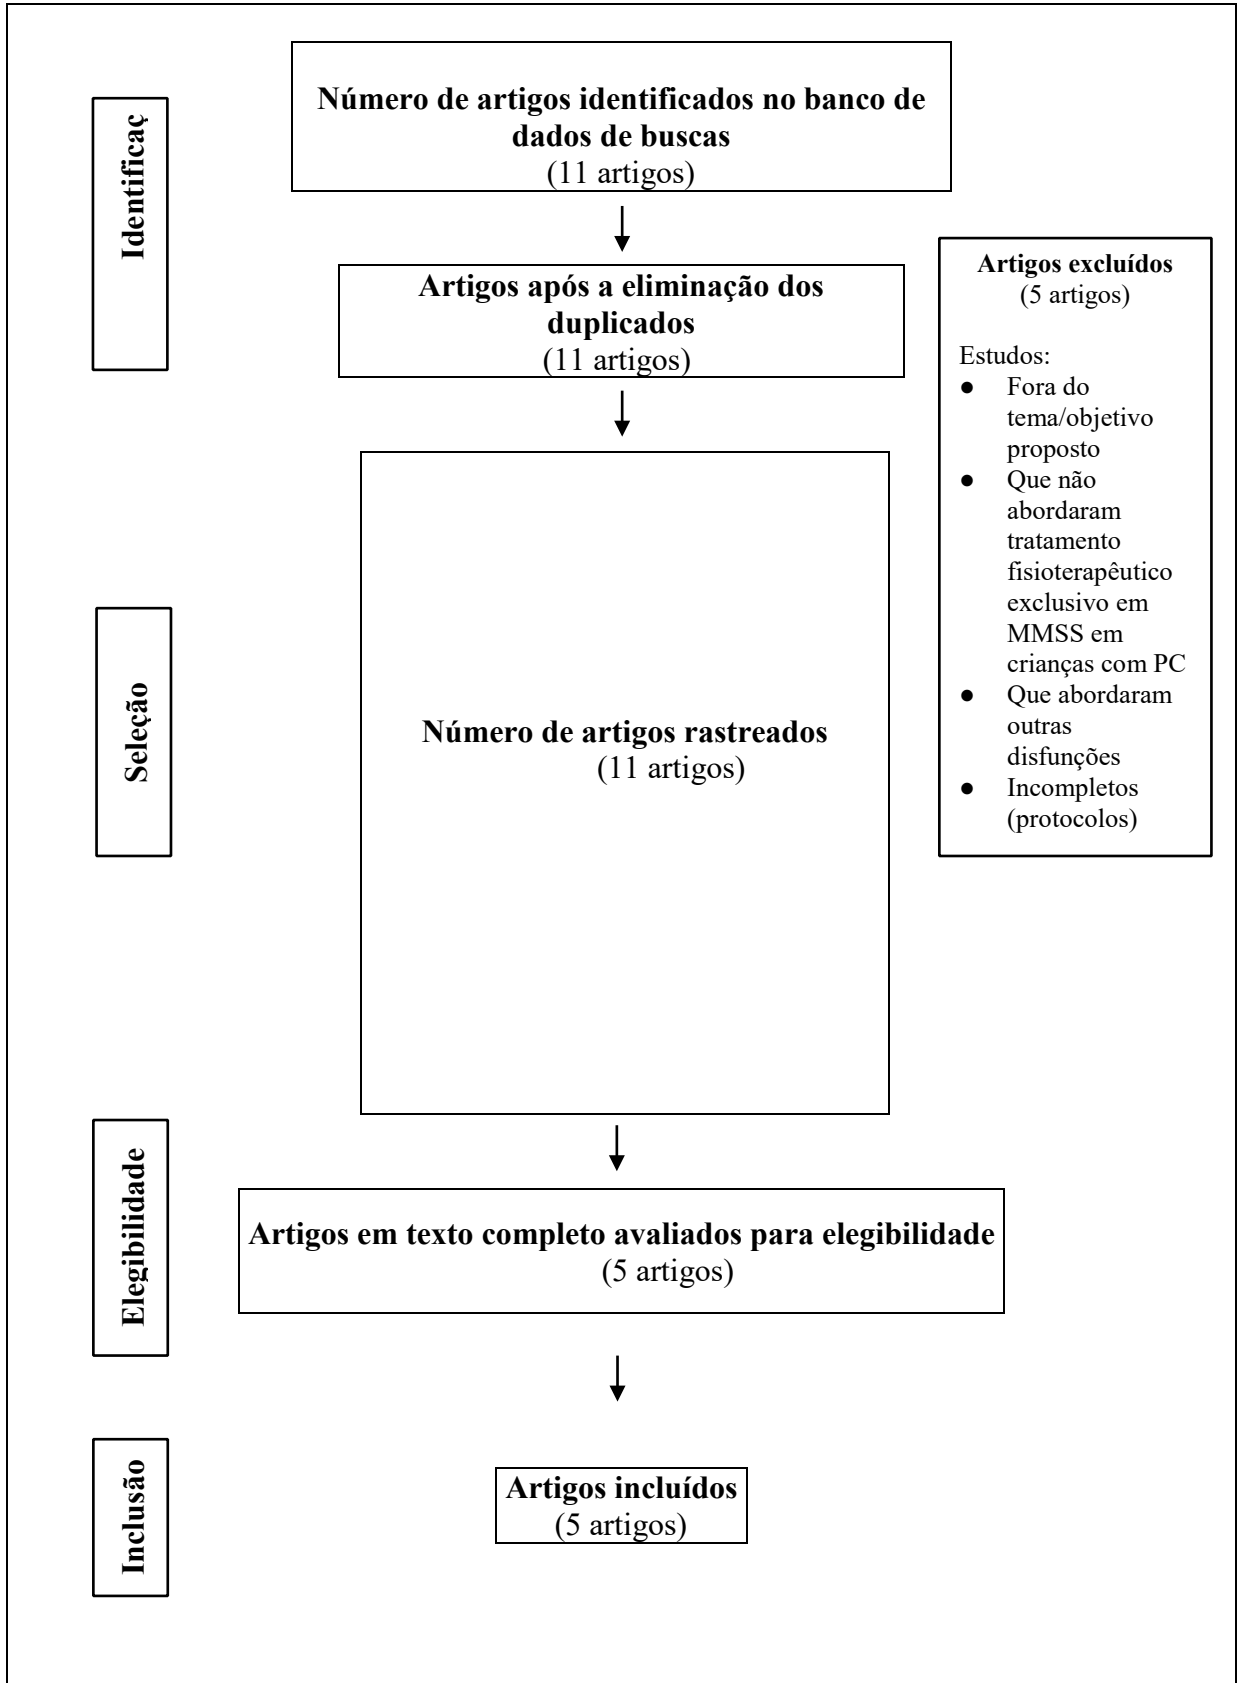 Identificaç
Número de artigos identificados no banco de
dados de buscas
(11 artigos)
Artigos após a eliminação dos
duplicados
(11 artigos)
Artigos excluídos
(5 artigos)
Estudos:
● Fora do
tema/objetivo
proposto
● Que não
abordaram
tratamento
fisioterapêutico
exclusivo em
MMSS em
crianças com PC
● Que abordaram
outras
disfunções
● Incompletos
(protocolos)
Seleção
Número de artigos rastreados
(11 artigos)
Elegibilidade
Artigos em texto completo avaliados para elegibilidade
(5 artigos)
Inclusão
Artigos incluídos
(5 artigos)